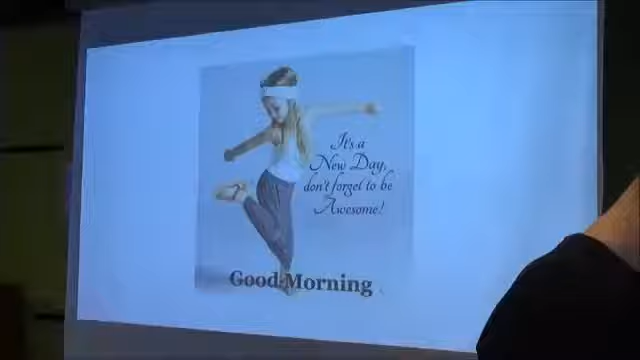 It's a
New Day,
don't forget to be
Awesome!
Good Morning